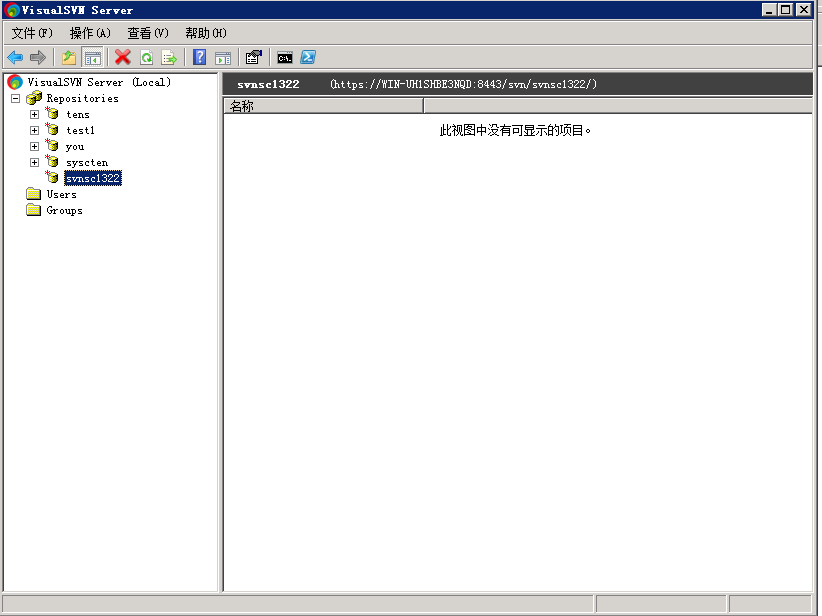 VisualSVN Server
文件(F) 操作(A) 查看(V) 帮助(H)
VisualSVN Server (Local)
Repositories
tens
test1
you
syscten
svnsc1322
Users
Groups
svnsc1322 (https://WIN-UH1SHBE3NQD:8443/svn/svnsc1322/)
名称
此视图中没有可显示的项目。